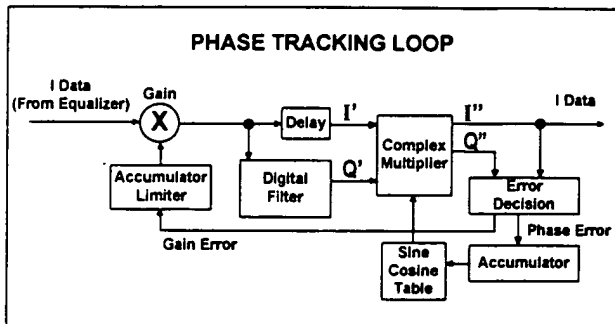 PHASE TRACKING LOOP
I Data
(From Equalizer)
Gain
X
Delay
I'
Complex
Multiplier
I"
I Data
Q"
Accumulator
Limiter
Digital
Filter
Q'
Error
Decision
Gain Error
Phase Error
Sine
Cosine
Table
Accumulator